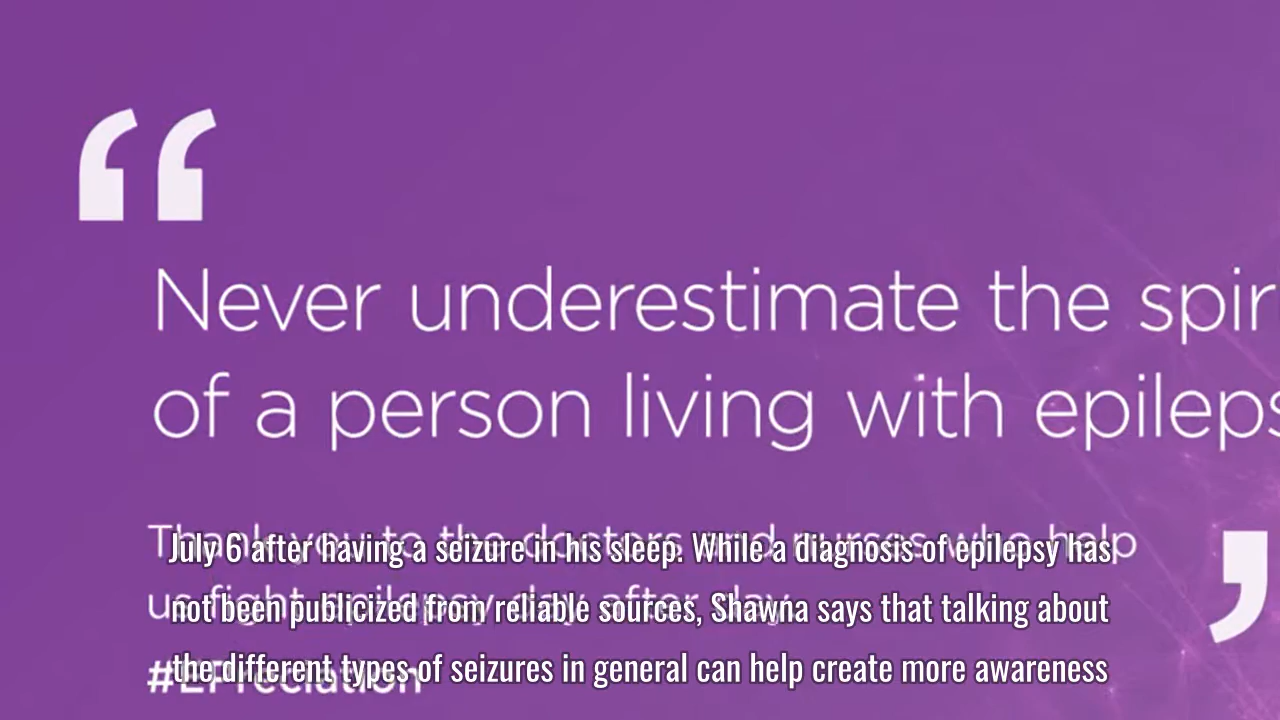 “
Never underestimate the spir
of a person living with epileps
Thank you to the doctors and nurses who help
us fight epilepsy day after day.
#EPreciation
”
July 6 after having a seizure in his sleep. While a diagnosis of epilepsy has
not been publicized from reliable sources, Shawna says that talking about
the different types of seizures in general can help create more awareness